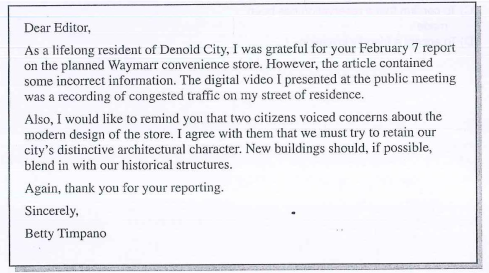 Dear Editor,
As a lifelong resident of Denold City, I was grateful for your February 7 report
on the planned Waymarr convenience store. However, the article contained
some incorrect information. The digital video I presented at the public meeting
was a recording of congested traffic on my street of residence.
Also, I would like to remind you that two citizens voiced concerns about the
modern design of the store. I agree with them that we must try to retain our
city's distinctive architectural character. New buildings should, if possible,
blend in with our historical structures.
Again, thank you for your reporting.
Sincerely,
Betty Timpano